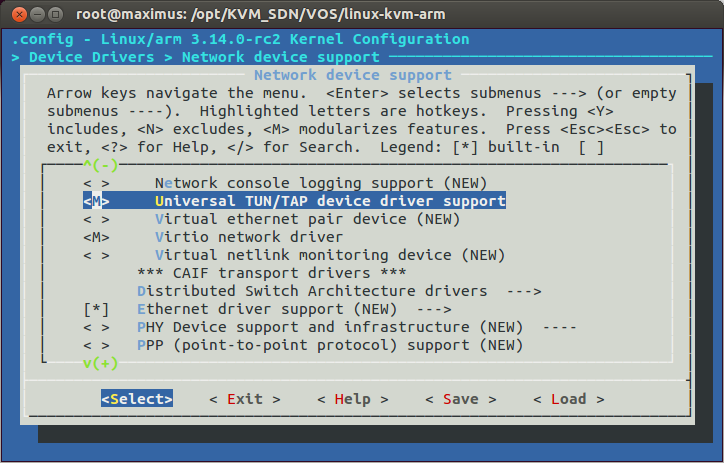 root@maximus: /opt/KVM_SDN/VOS/linux-kvm-arm
.config - Linux/arm 3.14.0-rc2 Kernel Configuration
> Device Drivers > Network device support
Network device support
Arrow keys navigate the menu.  <Enter> selects submenus ---> (or empty
submenus ----).  Highlighted letters are hotkeys.  Pressing <Y>
includes, <N> excludes, <M> modularizes features.  Press <Esc><Esc> to
exit, <?> for Help, </> for Search.  Legend: [*] built-in  [ ]
^(-)
< >     Network console logging support (NEW)
<M>     Universal TUN/TAP device driver support
< >     Virtual ethernet pair device (NEW)
<M>     Virtio network driver
< >     Virtual netlink monitoring device (NEW)
*** CAIF transport drivers ***
Distributed Switch Architecture drivers  --->
[*]   Ethernet driver support (NEW)  --->
< >   PHY Device support and infrastructure (NEW)  ----
< >   PPP (point-to-point protocol) support (NEW)
v(+)
<Select>    < Exit >    < Help >    < Save >    < Load >